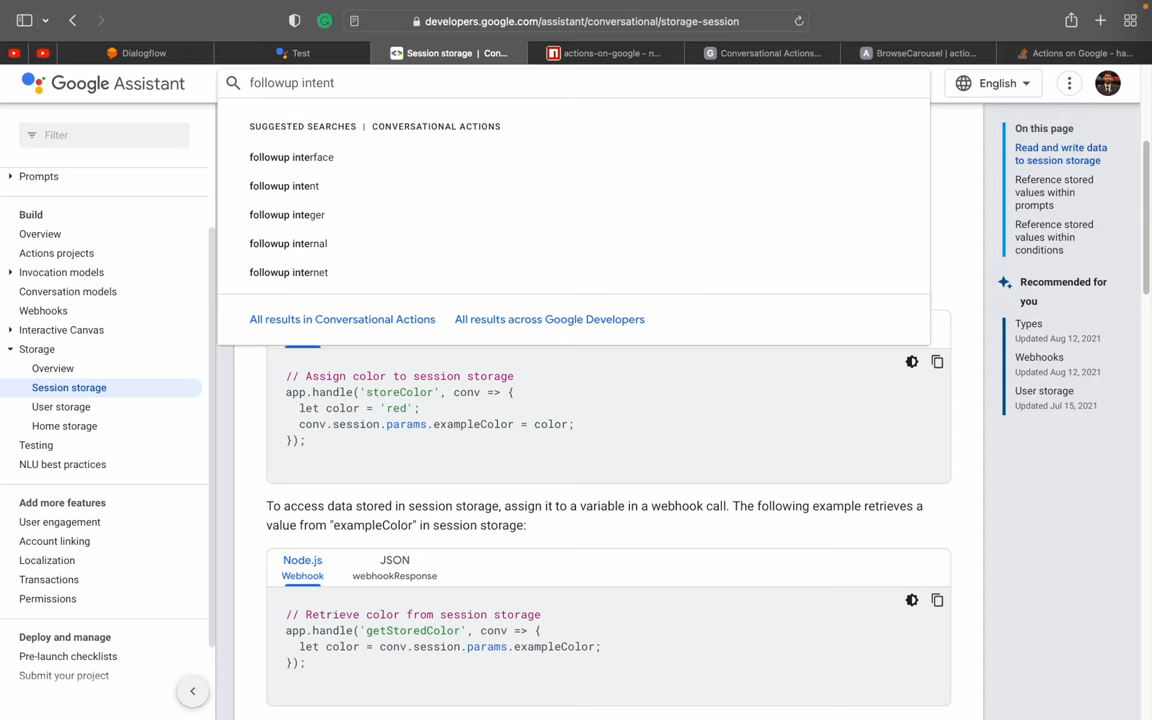 developers.google.com/assistant/conversational/storage-session
Dialogflow
Test
Session storage | Con...
actions-on-google - n...
Conversational Actions...
BrowseCarousel | actio...
Actions on Google - ha...
Google Assistant
followup intent
English
Filter
SUGGESTED SEARCHES | CONVERSATIONAL ACTIONS
followup interface
followup intent
followup integer
followup internal
followup internet
All results in Conversational Actions
All results across Google Developers
Prompts
Build
Overview
Actions projects
Invocation models
Conversation models
Webhooks
Interactive Canvas
Storage
Overview
Session storage
User storage
Home storage
Testing
NLU best practices
Add more features
User engagement
Account linking
Localization
Transactions
Permissions
Deploy and manage
Pre-launch checklists
Submit your project
// Assign color to session storage
app.handle('storeColor', conv => {
let color = 'red';
conv.session.params.exampleColor = color;
});
To access data stored in session storage, assign it to a variable in a webhook call. The following example retrieves a
value from "exampleColor" in session storage:
Node.js
Webhook
JSON
webhookResponse
// Retrieve color from session storage
app.handle('getStoredColor', conv => {
let color = conv.session.params.exampleColor;
});
On this page
Read and write data
to session storage
Reference stored
values within
prompts
Reference stored
values within
conditions
Recommended for
you
Types
Updated Aug 12, 2021
Webhooks
Updated Aug 12, 2021
User storage
Updated Jul 15, 2021